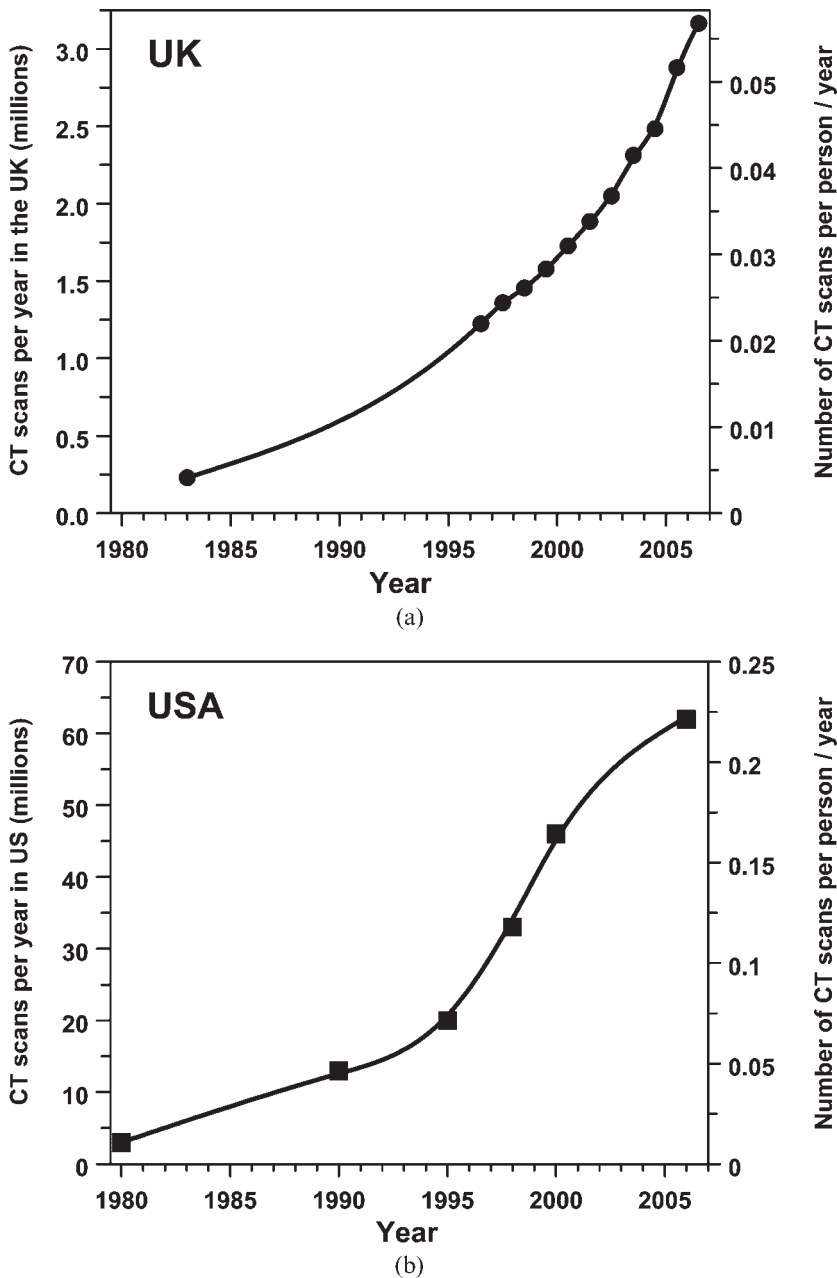 UK
CT scans per year in the UK (millions)
3.0
2.5
2.0
1.5
1.0
0.5
0.0
Number of CT scans per person / year
0.05
0.04
0.03
0.02
0.01
0
1980 1985 1990 1995 2000 2005
Year
(a)
USA
CT scans per year in US (millions)
70
60
50
40
30
20
10
0
Number of CT scans per person / year
0.25
0.2
0.15
0.1
0.05
0
1980 1985 1990 1995 2000 2005
Year
(b)